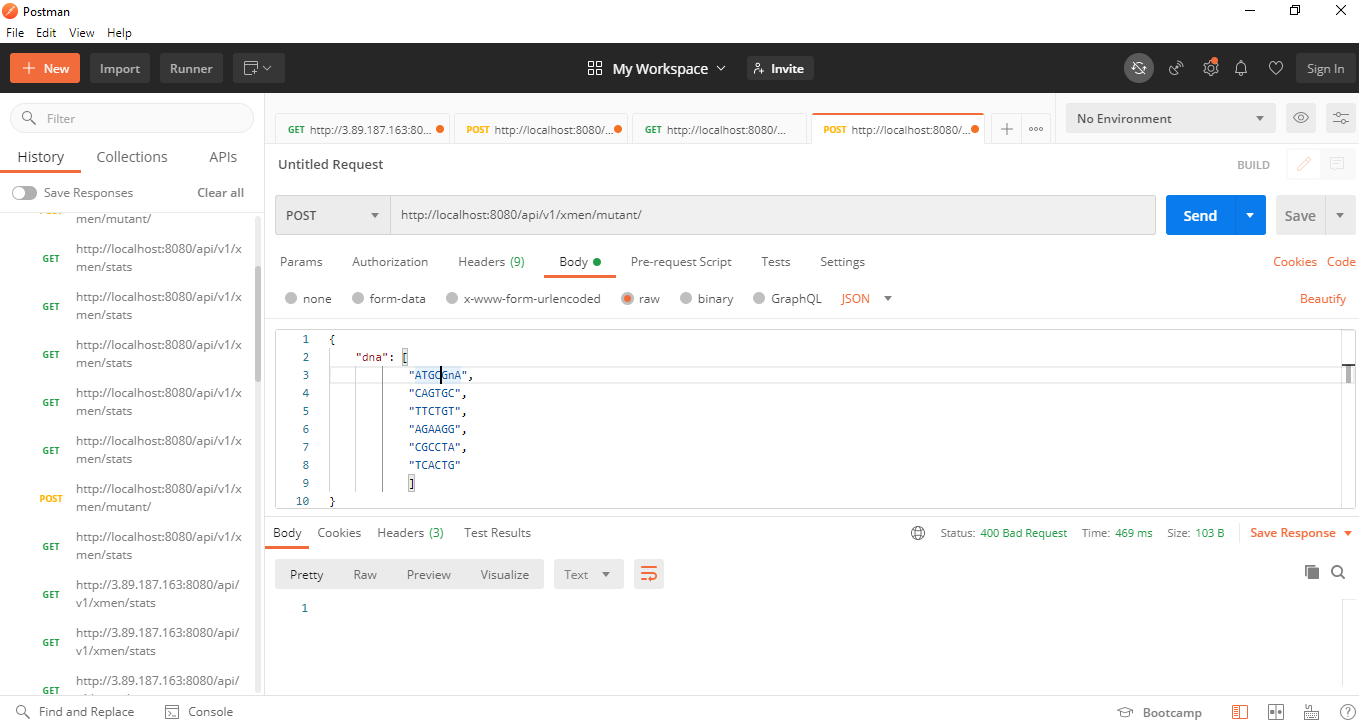 Postman
File Edit View Help
New Import Runner My Workspace Invite Sign In
Filter
History Collections APIs
Save Responses Clear all
men/mutant/
GET http://localhost:8080/api/v1/x
men/stats
GET http://localhost:8080/api/v1/x
men/stats
GET http://localhost:8080/api/v1/x
men/stats
GET http://localhost:8080/api/v1/x
men/stats
GET http://localhost:8080/api/v1/x
men/stats
POST http://localhost:8080/api/v1/x
men/mutant/
GET http://localhost:8080/api/v1/x
men/stats
GET http://3.89.187.163:8080/api/
v1/xmen/stats
GET http://3.89.187.163:8080/api/
v1/xmen/stats
GET http://3.89.187.163:8080/api/
GET http://3.89.187.163:80... POST http://localhost:8080/... GET http://localhost:8080/... POST http://localhost:8080/... No Environment
Untitled Request BUILD
POST http://localhost:8080/api/v1/xmen/mutant/ Send Save
Params Authorization Headers (9) Body Pre-request Script Tests Settings Cookies Code
none form-data x-www-form-urlencoded raw binary GraphQL JSON Beautify
1 {
2 "dna": [
3 "ATGCGnA",
4 "CAGTGC",
5 "TTCTGT",
6 "AGAAGG",
7 "CGCCTA",
8 "TCACTG"
9 ]
10 }
Body Cookies Headers (3) Test Results Status: 400 Bad Request Time: 469 ms Size: 103 B Save Response
Pretty Raw Preview Visualize Text
1
Find and Replace Console Bootcamp